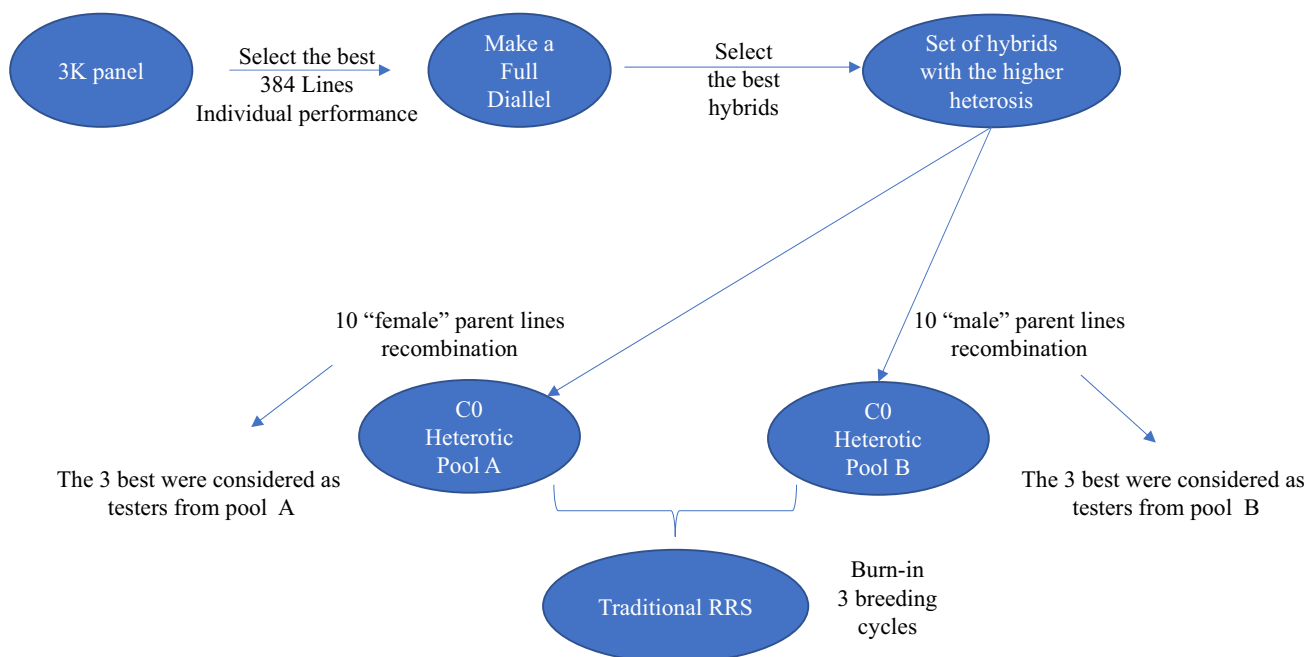 3K panel
Select the best
384 Lines
Individual performance
Make a
Full
Diallel
Select
the best
hybrids
Set of hybrids
with the higher
heterosis
10 “female” parent lines
recombination
10 “male” parent lines
recombination
C0
Heterotic
Pool A
C0
Heterotic
Pool B
The 3 best were considered as
testers from pool A
The 3 best were considered as
testers from pool B
Traditional RRS
Burn-in
3 breeding
cycles